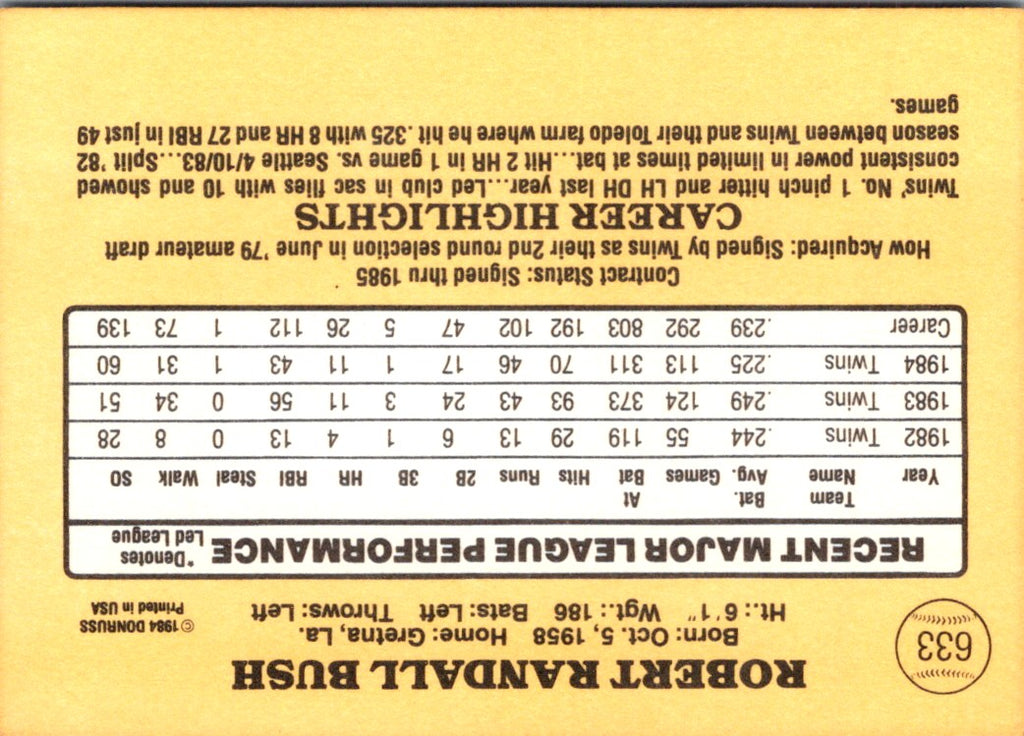 633
ROBERT RANDALL BUSH
Born: Oct. 5, 1958 Home: Gretna, La.
Ht.: 6'1" Wgt.: 186 Bats: Left Throws: Left
© 1984 DONRUSS
Printed in USA
RECENT MAJOR LEAGUE PERFORMANCE *Denotes Led League
Year Team Name Bat. Avg. Games At Bat Hits Runs 2B 3B HR RBI Steal Walk SO
1982 Twins .244 55 119 29 13 6 1 4 13 0 8 28
1983 Twins .249 124 373 93 43 24 3 11 56 0 34 51
1984 Twins .225 113 311 70 46 17 1 11 43 1 31 60
Career .239 292 803 192 102 47 5 26 112 1 73 139
Contract Status: Signed thru 1985
How Acquired: Signed by Twins as their 2nd round selection in June '79 amateur draft
CAREER HIGHLIGHTS
Twins' No. 1 pinch hitter and LH DH last year...Led club in sac flies with 10 and showed
consistent power in limited times at bat...Hit 2 HR in 1 game vs. Seattle 4/10/83...Split '82
season between Twins and their Toledo farm where he hit .325 with 8 HR and 27 RBI in just 49
games.